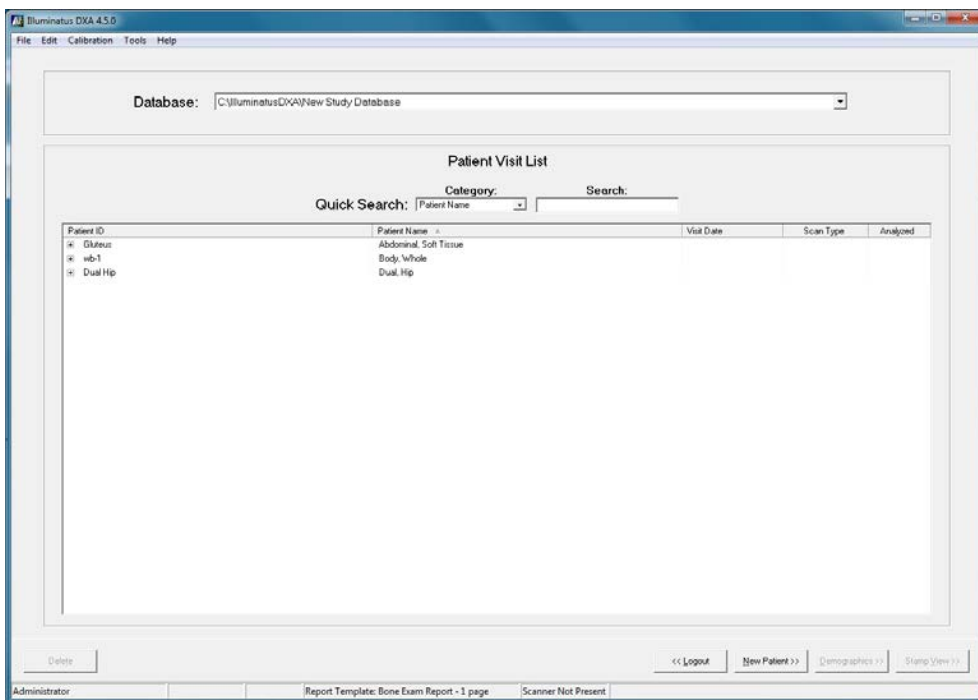 Illuminatus DXA 4.5.0
File Edit Calibration Tools Help
Database: C:\IlluminatusDXA\New Study Database
Patient Visit List
Category: Search:
Quick Search: Patient Name
Patient ID Patient Name Visit Date Scan Type Analyzed
Gluteus Abdominal, Soft Tissue
wb-1 Body, Whole
Dual Hip Dual, Hip
Delete << Logout New Patient >> Demographics >> Stamp View >>
Administrator Report Template: Bone Exam Report - 1 page Scanner Not Present